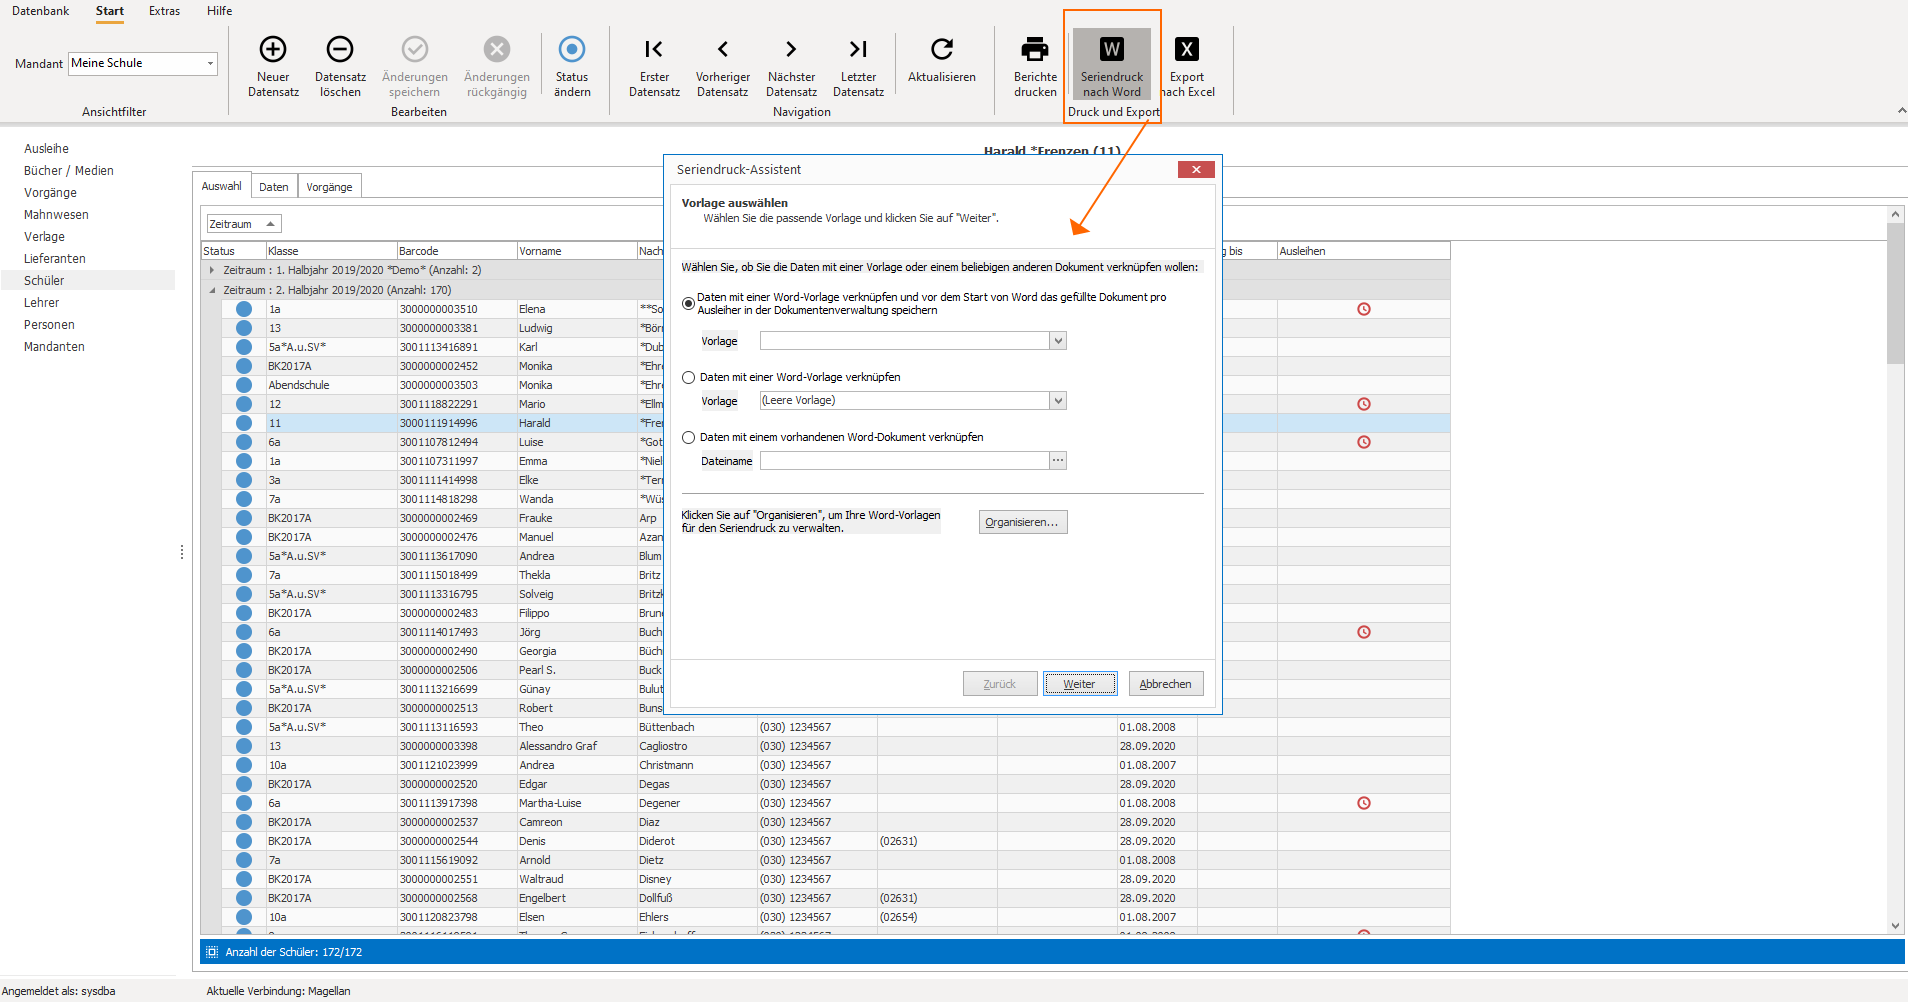 Datenbank Start Extras Hilfe
Mandant Meine Schule
Ansichtfilter
Neuer Datensatz
Datensatz löschen
Änderungen speichern
Änderungen rückgängig
Status ändern
Bearbeiten
Erster Datensatz
Vorheriger Datensatz
Nächster Datensatz
Letzter Datensatz
Navigation
Aktualisieren
Berichte drucken
W
Seriendruck nach Word
X
Export nach Excel
Druck und Export
Ausleihe
Bücher / Medien
Vorgänge
Mahnwesen
Verlage
Lieferanten
Schüler
Lehrer
Personen
Mandanten
Harald *Frenzen (11)
Auswahl Daten Vorgänge
Zeitraum
Status Klasse Barcode Vorname Nach g bis Ausleihen
Zeitraum : 1. Halbjahr 2019/2020 *Demo* (Anzahl: 2)
Zeitraum : 2. Halbjahr 2019/2020 (Anzahl: 170)
1a 3000000003510 Elena **So
13 3000000003381 Ludwig *Börn
5a*A.u.SV* 3001113416891 Karl *Dub
BK2017A 3000000002452 Monika *Ehre
Abendschule 3000000003503 Monika *Ehre
12 3001118822291 Mario *Ellm
11 3000111914996 Harald *Fren
6a 3001107812494 Luise *Got
1a 3001107311997 Emma *Niel
3a 3001111414998 Elke *Tern
7a 3001114818298 Wanda *Wüs
BK2017A 3000000002469 Frauke Arp
BK2017A 3000000002476 Manuel Azan
5a*A.u.SV* 3001113617090 Andrea Blum
7a 3001115018499 Thekla Britz
5a*A.u.SV* 3001113316795 Solveig Britzk
BK2017A 3000000002483 Filippo Brune
6a 3001114017493 Jörg Buch
BK2017A 3000000002490 Georgia Büch
BK2017A 3000000002506 Pearl S. Buck
5a*A.u.SV* 3001113216699 Günay Bulut
BK2017A 3000000002513 Robert Buns
5a*A.u.SV* 3001113116593 Theo Büttenbach (030) 1234567 01.08.2008
13 3000000003398 Alessandro Graf Cagliostro (030) 1234567 28.09.2020
10a 3001121023999 Andrea Christmann (030) 1234567 01.08.2007
BK2017A 3000000002520 Edgar Degas (030) 1234567 28.09.2020
6a 3001113917398 Martha-Luise Degener (030) 1234567 01.08.2008
BK2017A 3000000002537 Camreon Diaz (030) 1234567 28.09.2020
BK2017A 3000000002544 Denis Diderot (030) 1234567 (02631) 28.09.2020
7a 3001115619092 Arnold Dietz (030) 1234567 01.08.2008
BK2017A 3000000002551 Waltraud Disney (030) 1234567 28.09.2020
BK2017A 3000000002568 Engelbert Dollfuß (030) 1234567 (02631) 28.09.2020
10a 3001120823798 Elsen Ehlers (030) 1234567 (02654) 01.08.2007
Seriendruck-Assistent
Vorlage auswählen
Wählen Sie die passende Vorlage und klicken Sie auf "Weiter".
Wählen Sie, ob Sie die Daten mit einer Vorlage oder einem beliebigen anderen Dokument verknüpfen wollen:
Daten mit einer Word-Vorlage verknüpfen und vor dem Start von Word das gefüllte Dokument pro
Ausleiher in der Dokumentenverwaltung speichern
Vorlage
Daten mit einer Word-Vorlage verknüpfen
Vorlage (Leere Vorlage)
Daten mit einem vorhandenen Word-Dokument verknüpfen
Dateiname ...
Klicken Sie auf "Organisieren", um Ihre Word-Vorlagen
für den Seriendruck zu verwalten.
Organisieren...
Zurück Weiter Abbrechen
Anzahl der Schüler: 172/172
Angemeldet als: sysdba Aktuelle Verbindung: Magellan